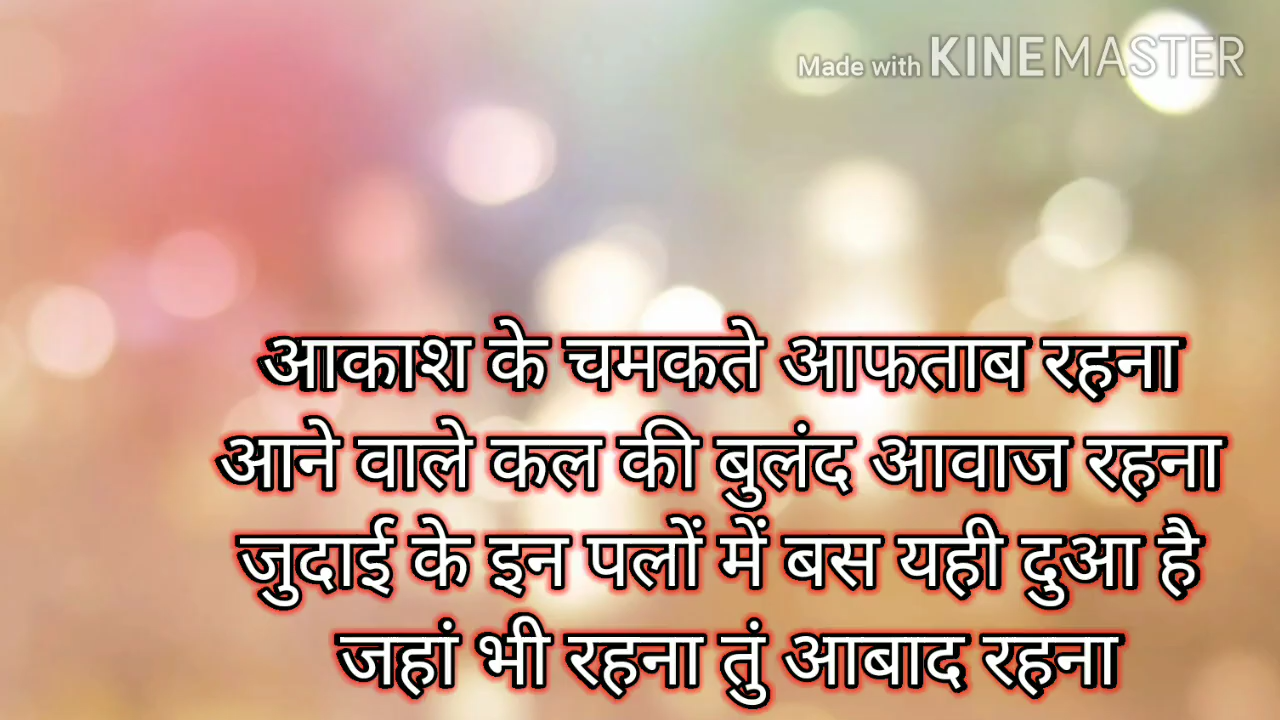 Made with KINEMASTER
आकाश के चमकते आफताब रहना
आने वाले कल की बुलंद आवाज रहना
जुदाई के इन पलों में बस यही दुआ है
जहां भी रहना तुं आबाद रहना